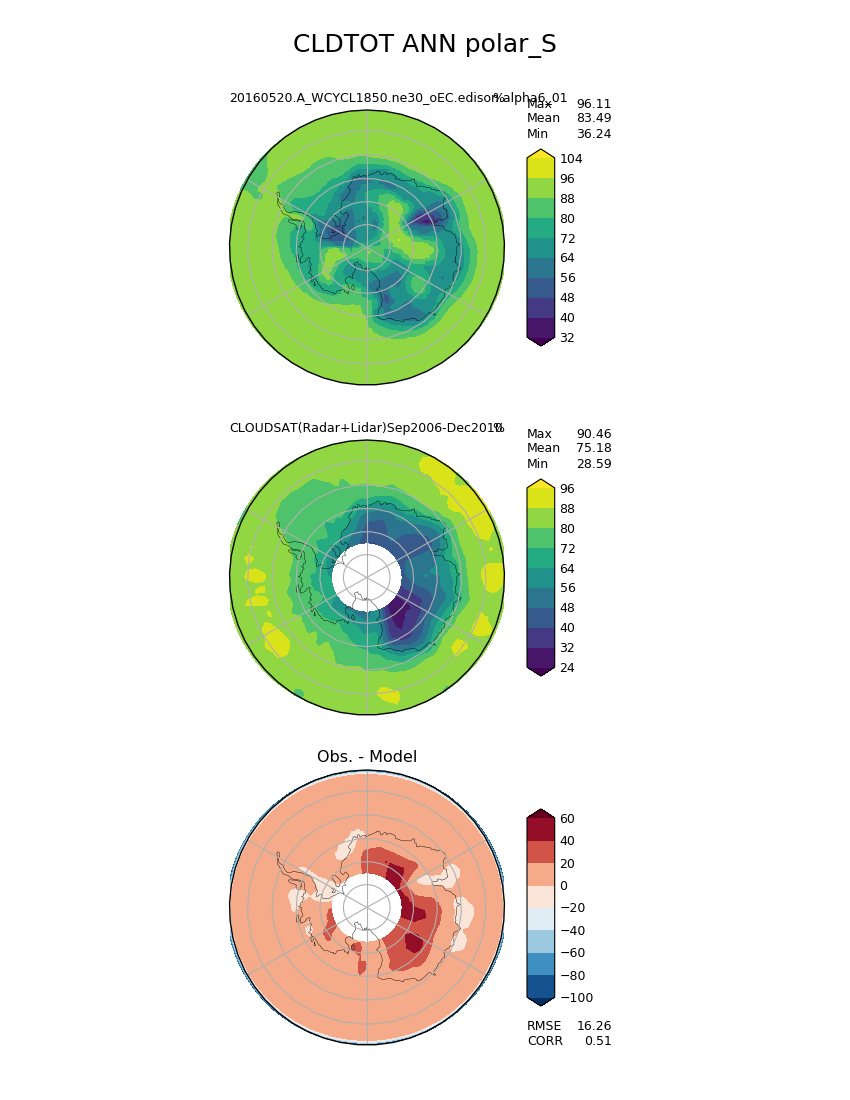 CLDTOT ANN polar_S
20160520.A_WCYCL1850.ne30_oEC.edison.alpha6_01
%
Max 96.11
Mean 83.49
Min 36.24
104
96
88
80
72
64
56
48
40
32
CLOUDSAT(Radar+Lidar)Sep2006-Dec2010
%
Max 90.46
Mean 75.18
Min 28.59
96
88
80
72
64
56
48
40
32
24
Obs. - Model
60
40
20
0
−20
−40
−60
−80
−100
RMSE 16.26
CORR 0.51